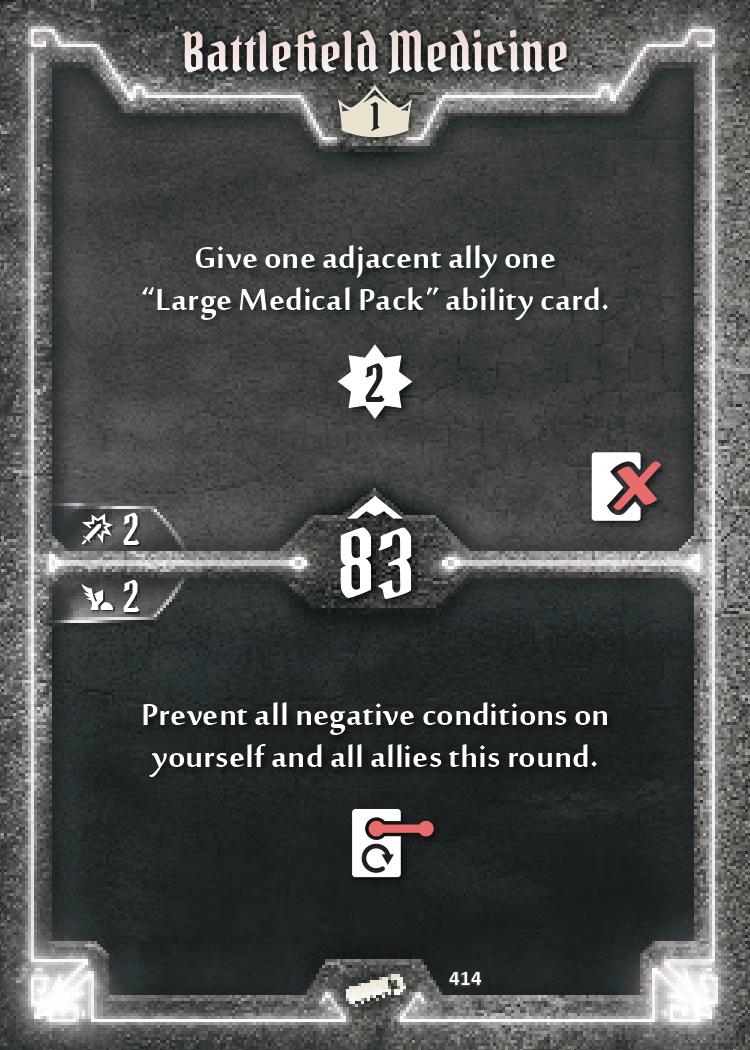 Battlefield Medicine
1
Give one adjacent ally one
“Large Medical Pack” ability card.
2
2
83
2
Prevent all negative conditions on
yourself and all allies this round.
414